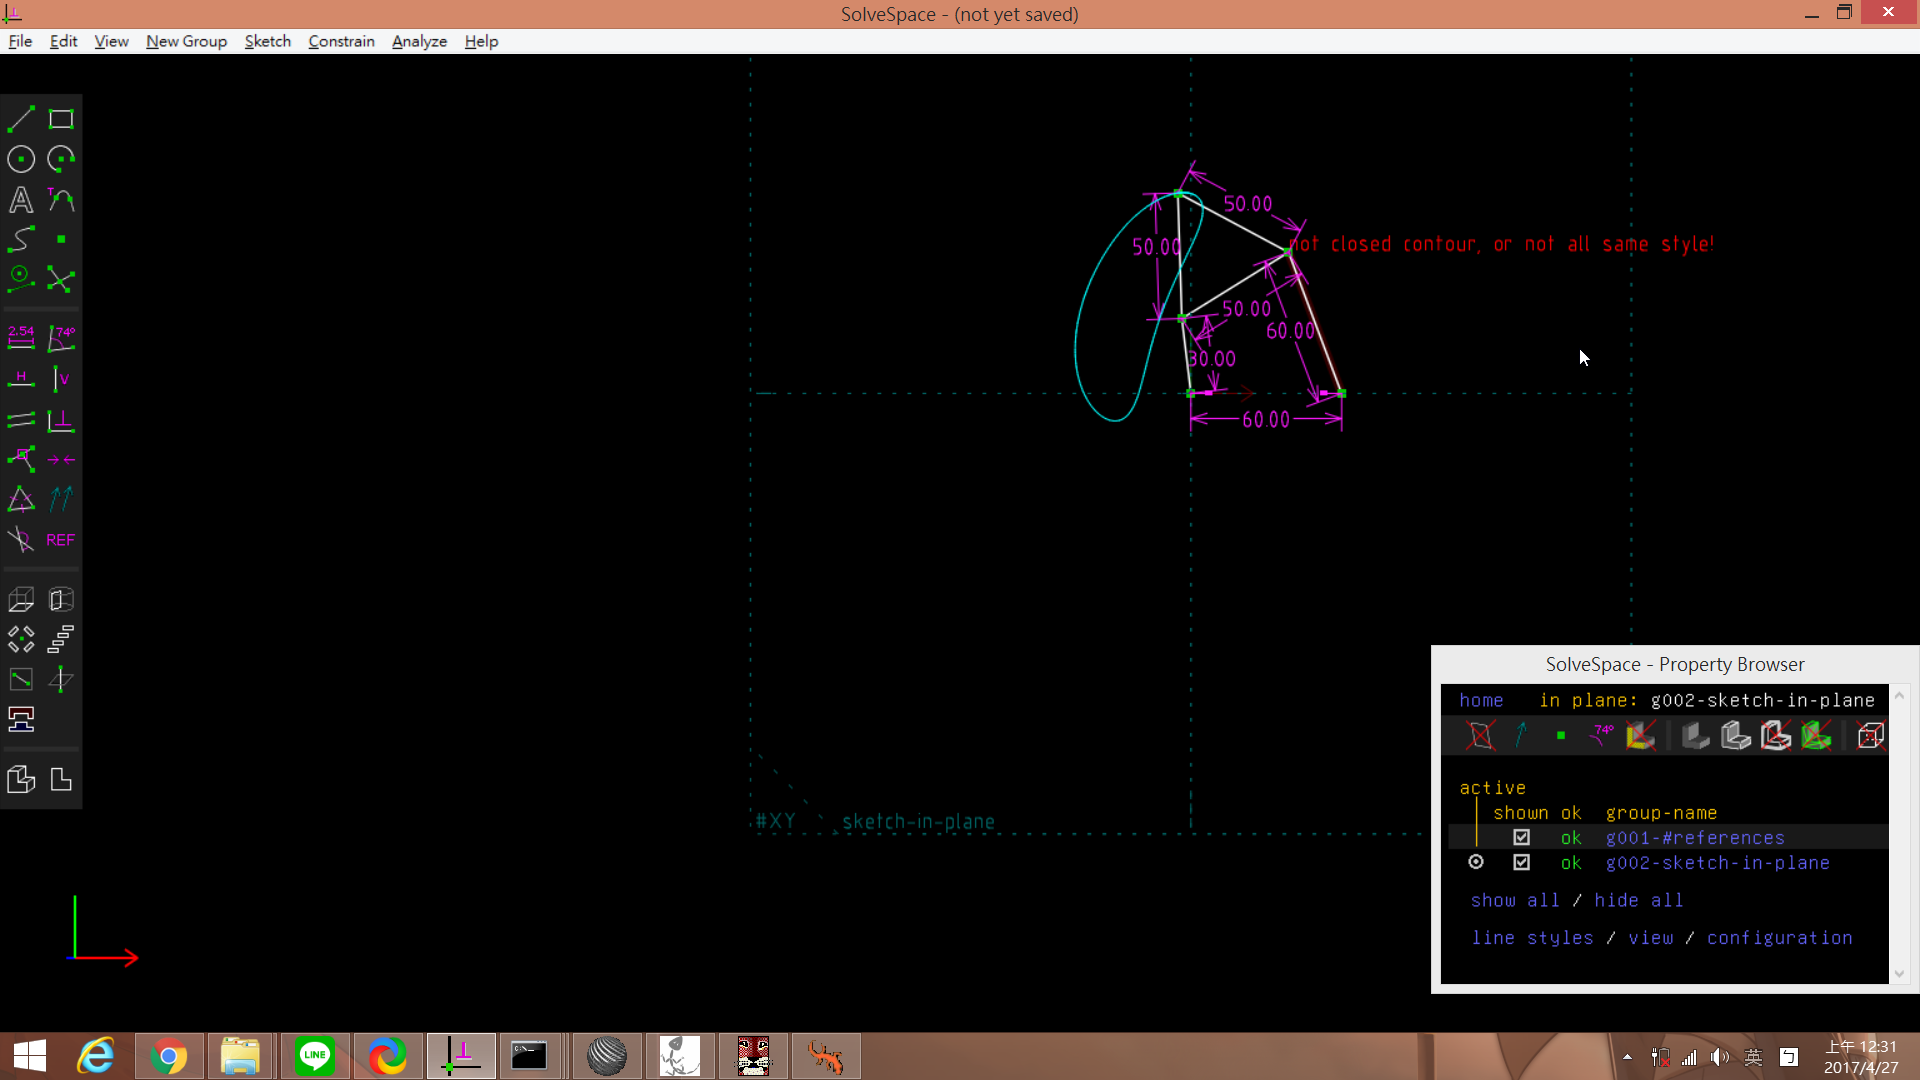 SolveSpace - (not yet saved)
File Edit View New Group Sketch Constrain Analyze Help
T
A
2.54 74°
H V
REF
50.00
50.00
not closed contour, or not all same style!
50.00
60.00
30.00
60.00
#XY sketch-in-plane
SolveSpace - Property Browser
home in plane: g002-sketch-in-plane
74°
active
shown ok group-name
ok g001-#references
ok g002-sketch-in-plane
show all / hide all
line styles / view / configuration
LINE
英
上午 12:31
2017/4/27